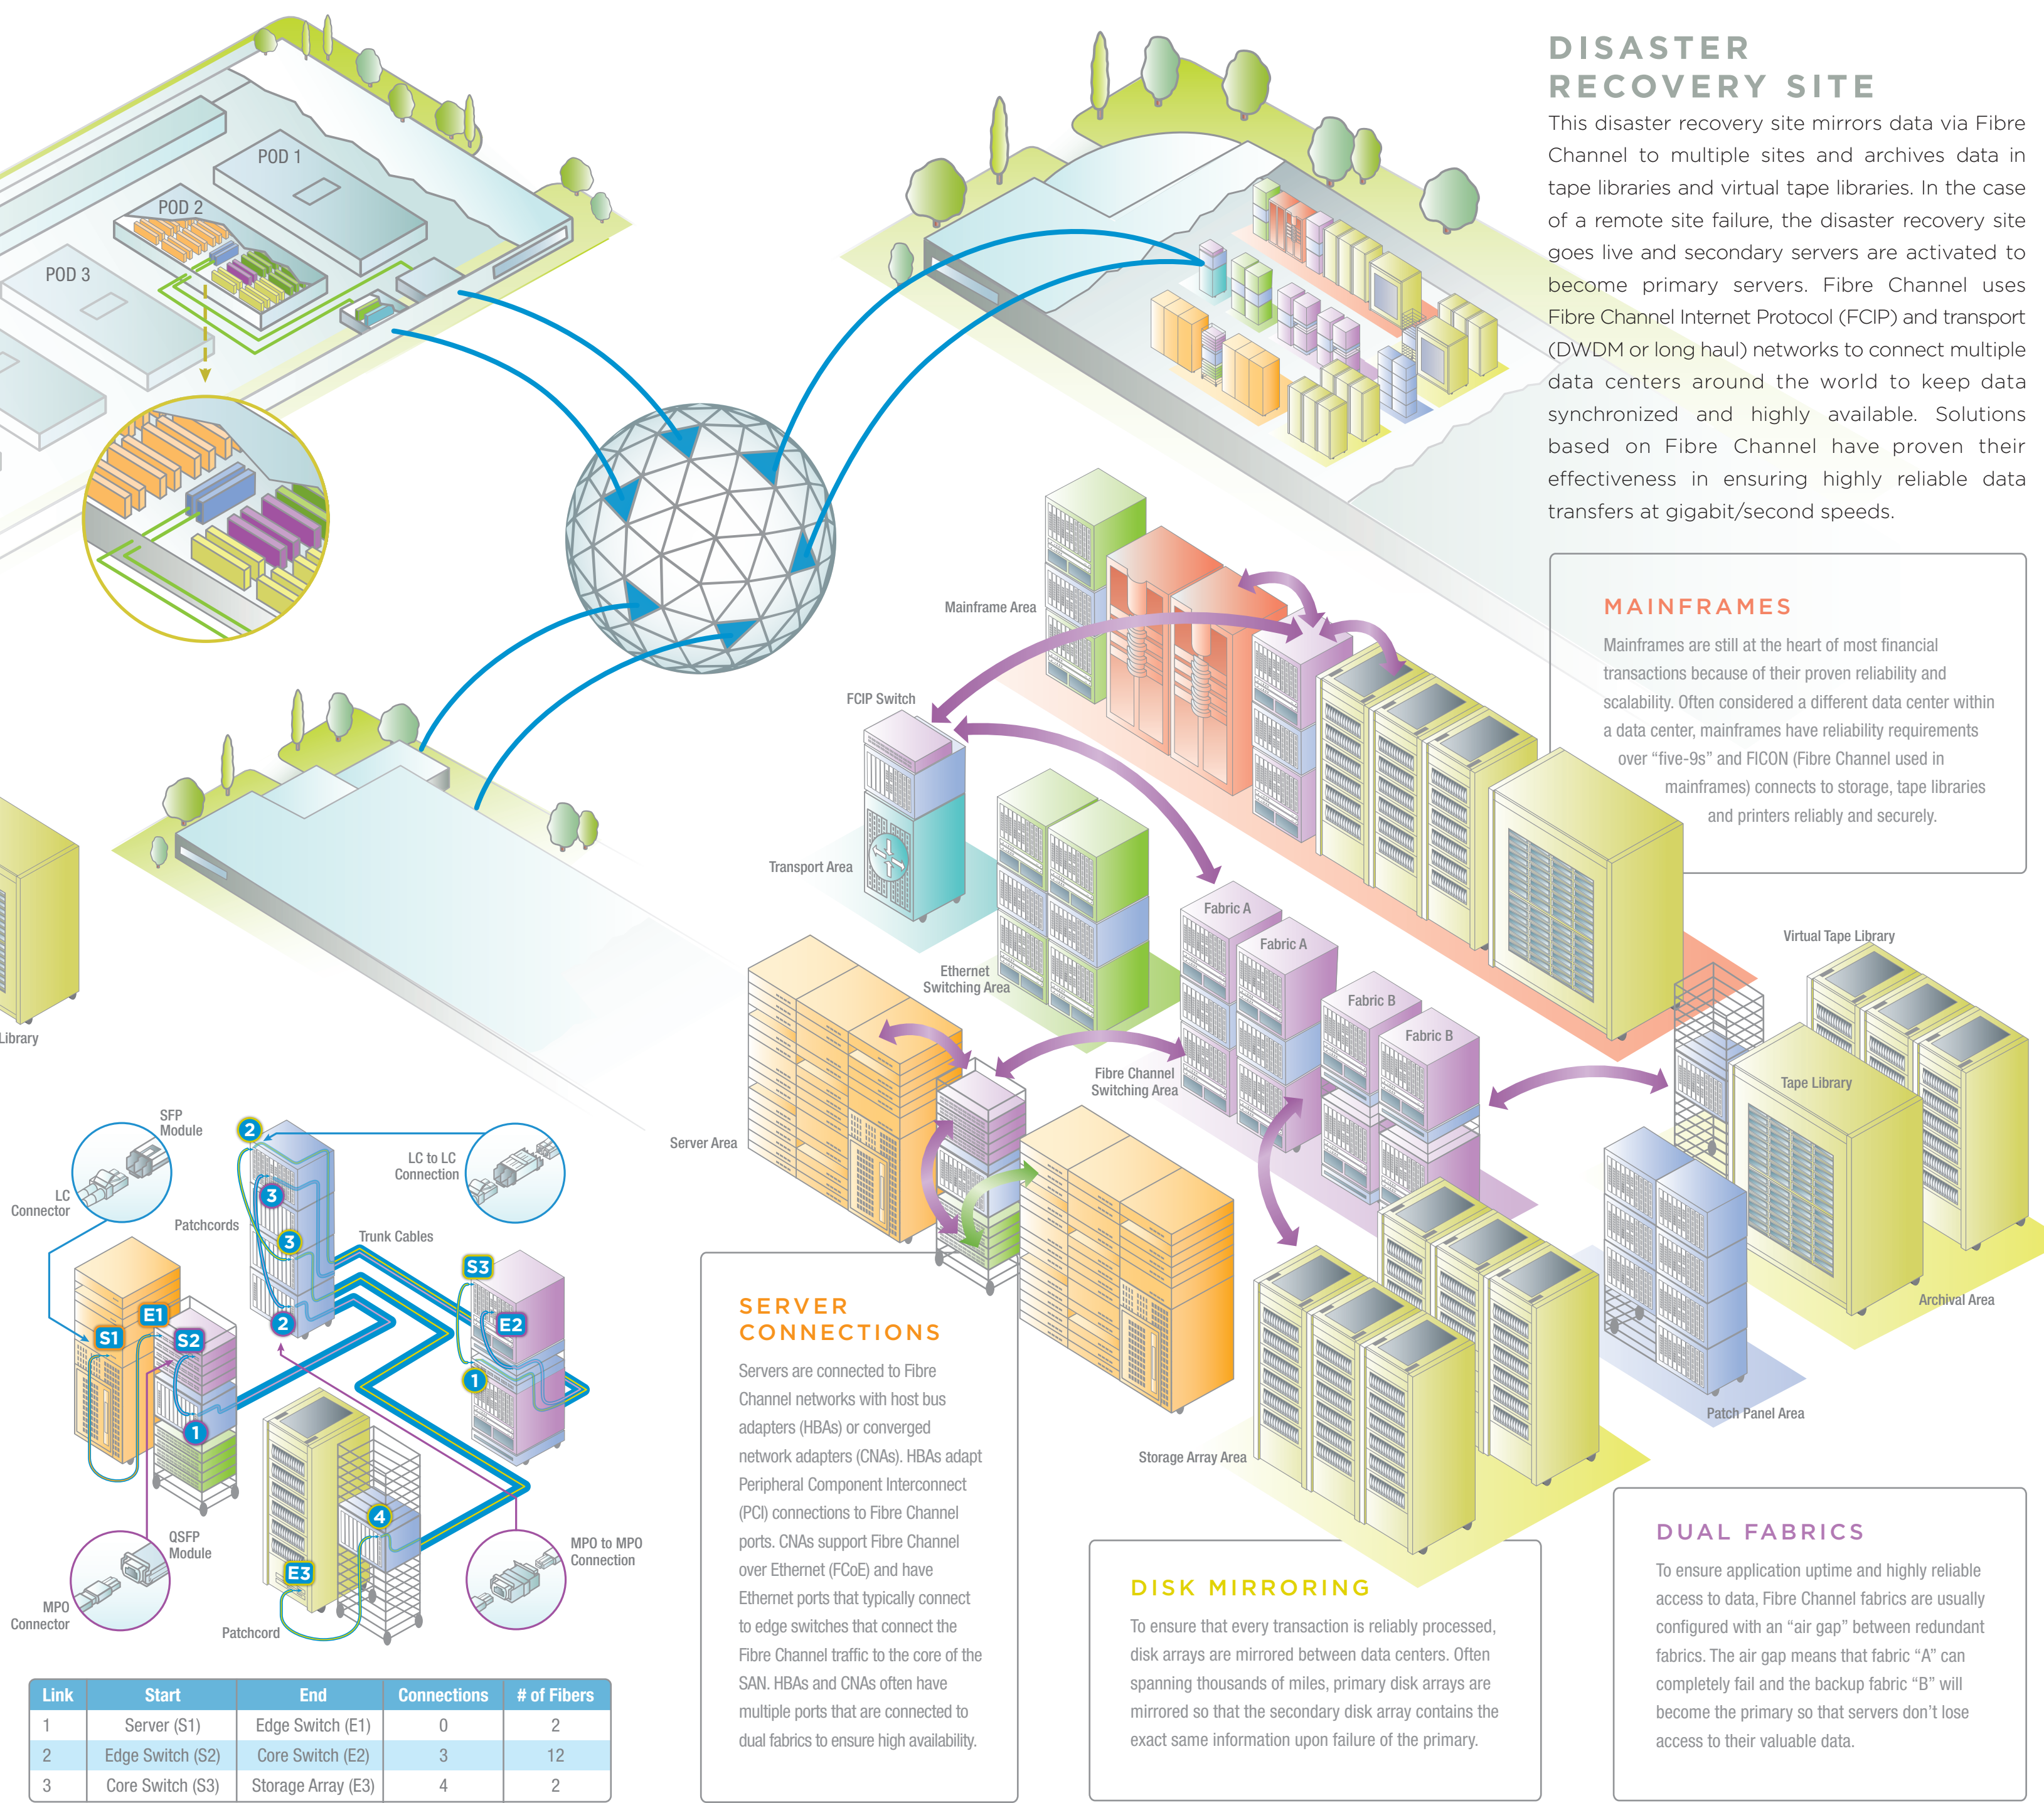 DISASTER
RECOVERY SITE
This disaster recovery site mirrors data via Fibre
Channel to multiple sites and archives data in
tape libraries and virtual tape libraries. In the case
of a remote site failure, the disaster recovery site
goes live and secondary servers are activated to
become primary servers. Fibre Channel uses
Fibre Channel Internet Protocol (FCIP) and transport
(DWDM or long haul) networks to connect multiple
data centers around the world to keep data
synchronized and highly available. Solutions
based on Fibre Channel have proven their
effectiveness in ensuring highly reliable data
transfers at gigabit/second speeds.
POD 1
POD 2
POD 3
MAINFRAMES
Mainframes are still at the heart of most financial
transactions because of their proven reliability and
scalability. Often considered a different data center within
a data center, mainframes have reliability requirements
over “five-9s” and FICON (Fibre Channel used in
mainframes) connects to storage, tape libraries
and printers reliably and securely.
Mainframe Area
FCIP Switch
Transport Area
Ethernet
Switching Area
Fabric A
Fabric A
Fabric B
Fabric B
Fibre Channel
Switching Area
Server Area
Virtual Tape Library
Tape Library
Archival Area
Patch Panel Area
Storage Array Area
Library
SFP
Module
LC
Connector
LC to LC
Connection
Patchcords
Trunk Cables
2
3
3
2
S3
E2
1
S1
E1
S2
1
4
E3
QSFP
Module
MPO
Connector
MPO to MPO
Connection
Patchcord
Link Start End Connections # of Fibers
1 Server (S1) Edge Switch (E1) 0 2
2 Edge Switch (S2) Core Switch (E2) 3 12
3 Core Switch (S3) Storage Array (E3) 4 2
SERVER
CONNECTIONS
Servers are connected to Fibre
Channel networks with host bus
adapters (HBAs) or converged
network adapters (CNAs). HBAs adapt
Peripheral Component Interconnect
(PCI) connections to Fibre Channel
ports. CNAs support Fibre Channel
over Ethernet (FCoE) and have
Ethernet ports that typically connect
to edge switches that connect the
Fibre Channel traffic to the core of the
SAN. HBAs and CNAs often have
multiple ports that are connected to
dual fabrics to ensure high availability.
DISK MIRRORING
To ensure that every transaction is reliably processed,
disk arrays are mirrored between data centers. Often
spanning thousands of miles, primary disk arrays are
mirrored so that the secondary disk array contains the
exact same information upon failure of the primary.
DUAL FABRICS
To ensure application uptime and highly reliable
access to data, Fibre Channel fabrics are usually
configured with an “air gap” between redundant
fabrics. The air gap means that fabric “A” can
completely fail and the backup fabric “B” will
become the primary so that servers don’t lose
access to their valuable data.